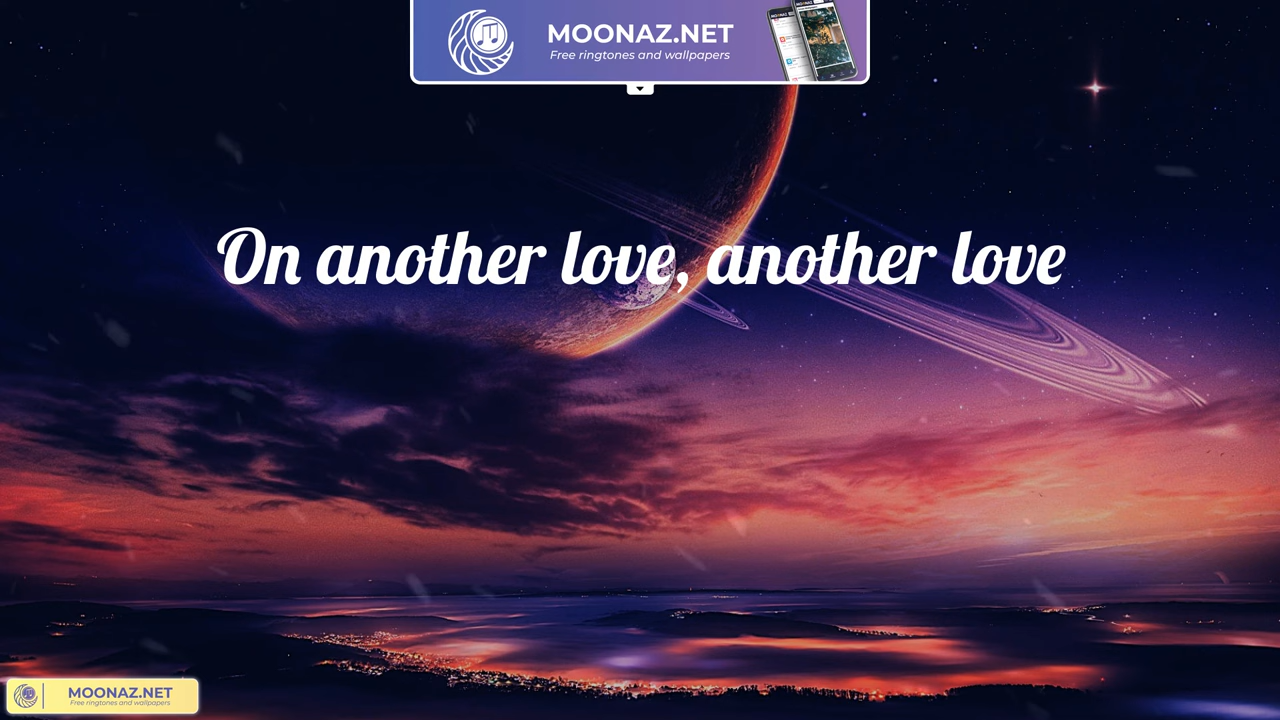 MOONAZ.NET
Free ringtones and wallpapers
On another love, another love
MOONAZ.NET
Free ringtones and wallpapers